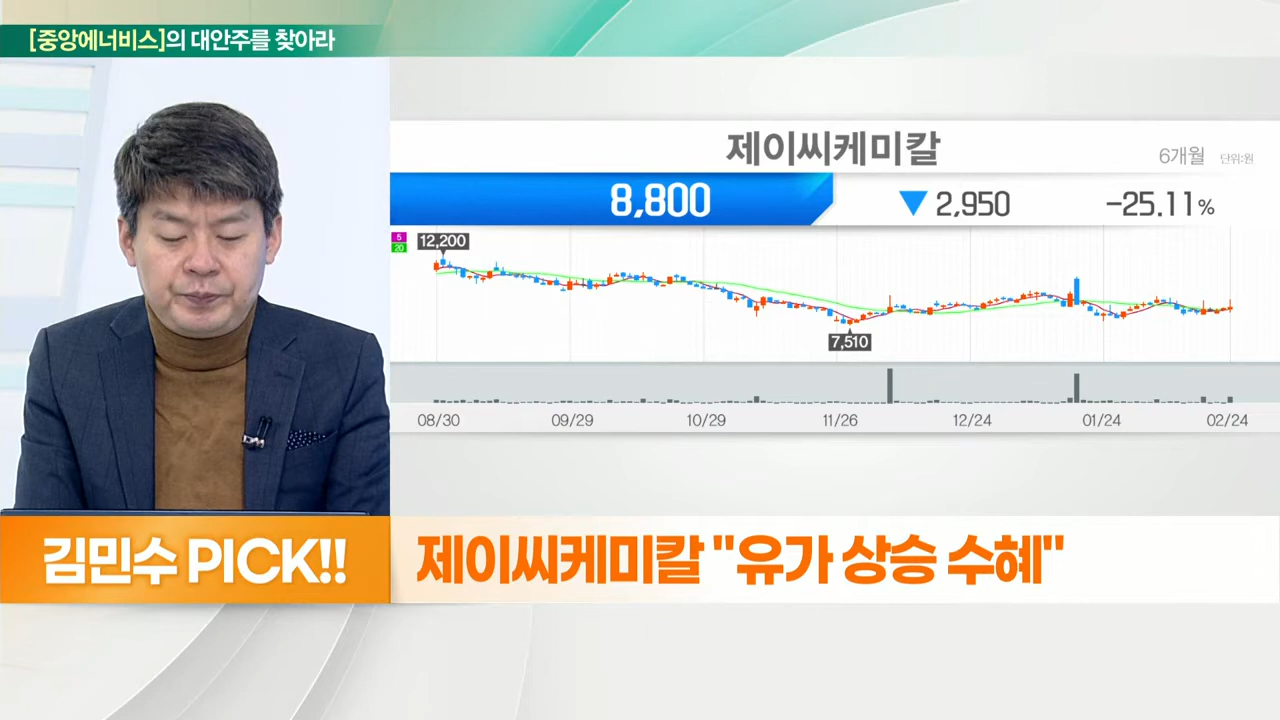 [중앙에너비스]의 대안주를 찾아라
제이씨케미칼
6개월 단위:원
8,800 ▼ 2,950 -25.11%
5
20
12,200
7,510
08/30 09/29 10/29 11/26 12/24 01/24 02/24
김민수 PICK!!
제이씨케미칼 "유가 상승 수혜"